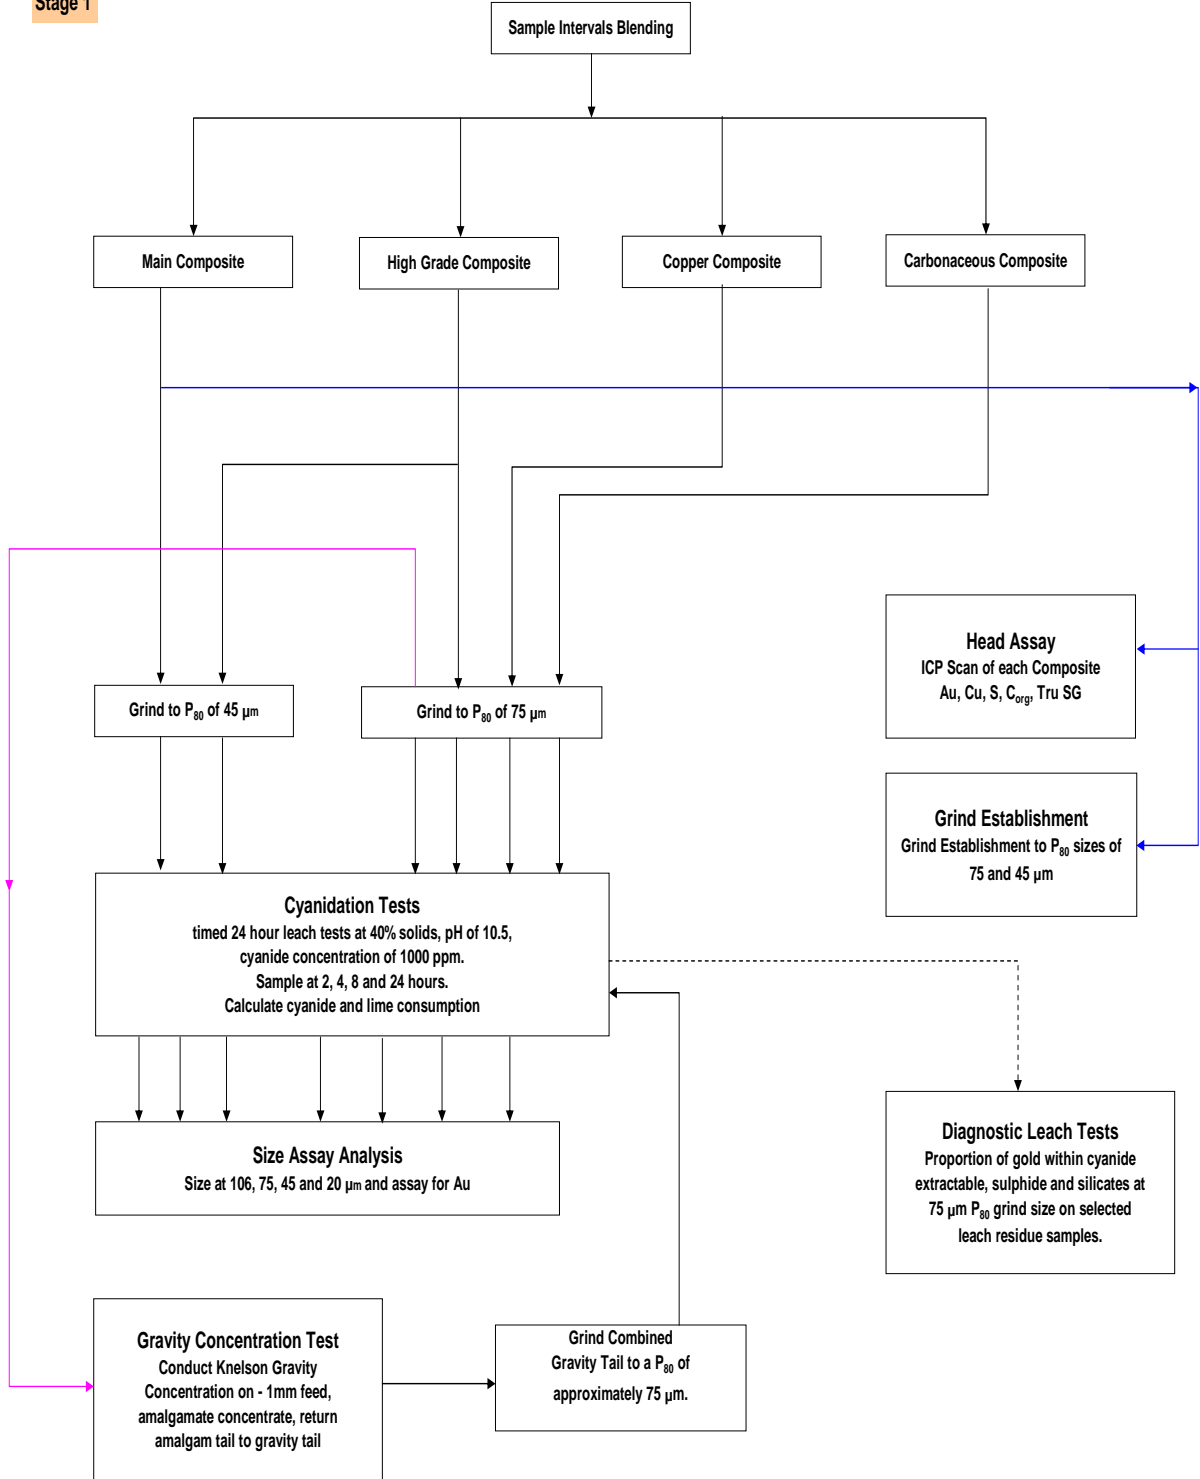 Stage 1
Sample Intervals Blending
Main Composite
High Grade Composite
Copper Composite
Carbonaceous Composite
Head Assay
ICP Scan of each Composite
Au, Cu, S, Corg, Tru SG
Grind to P80 of 45 µm
Grind to P80 of 75 µm
Grind Establishment
Grind Establishment to P80 sizes of
75 and 45 µm
Cyanidation Tests
timed 24 hour leach tests at 40% solids, pH of 10.5,
cyanide concentration of 1000 ppm.
Sample at 2, 4, 8 and 24 hours.
Calculate cyanide and lime consumption
Diagnostic Leach Tests
Proportion of gold within cyanide
extractable, sulphide and silicates at
75 µm P80 grind size on selected
leach residue samples.
Size Assay Analysis
Size at 106, 75, 45 and 20 µm and assay for Au
Gravity Concentration Test
Conduct Knelson Gravity
Concentration on - 1mm feed,
amalgamate concentrate, return
amalgam tail to gravity tail
Grind Combined
Gravity Tail to a P80 of
approximately 75 µm.